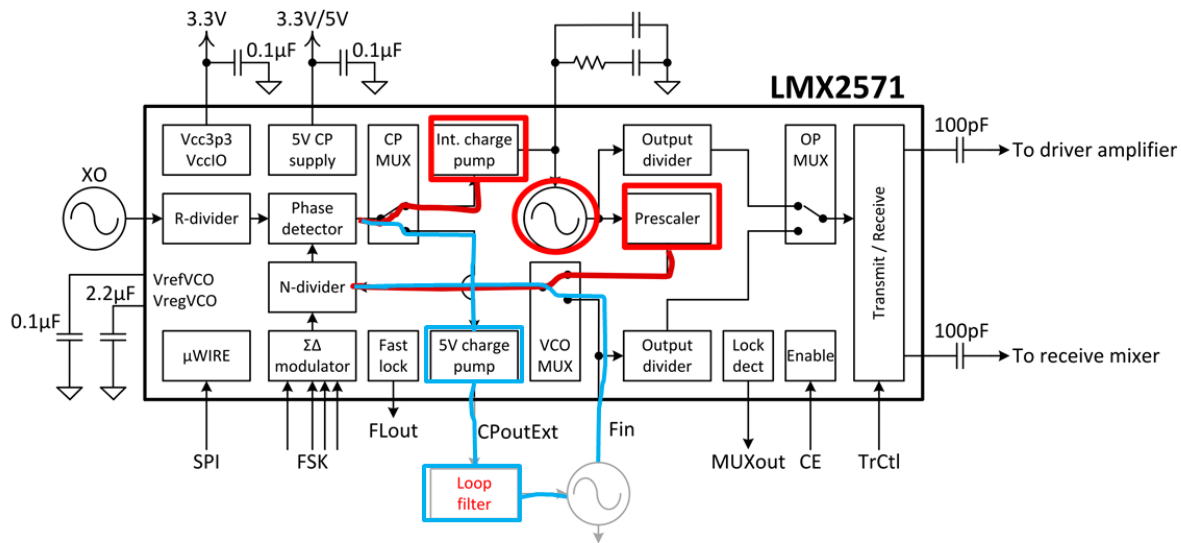 3.3V
3.3V/5V
0.1µF
0.1µF
LMX2571
Vcc3p3
VccIO
5V CP
supply
CP
MUX
Int. charge
pump
Output
divider
OP
MUX
100pF
To driver amplifier
XO
R-divider
Phase
detector
Prescaler
Transmit / Receive
VrefVCO
VregVCO
2.2µF
0.1µF
N-divider
µWIRE
ΣΔ
modulator
Fast
lock
5V charge
pump
VCO
MUX
Output
divider
Lock
dect
Enable
100pF
To receive mixer
SPI
FSK
FLout
CPoutExt
Fin
MUXout
CE
TrCtl
Loop
filter